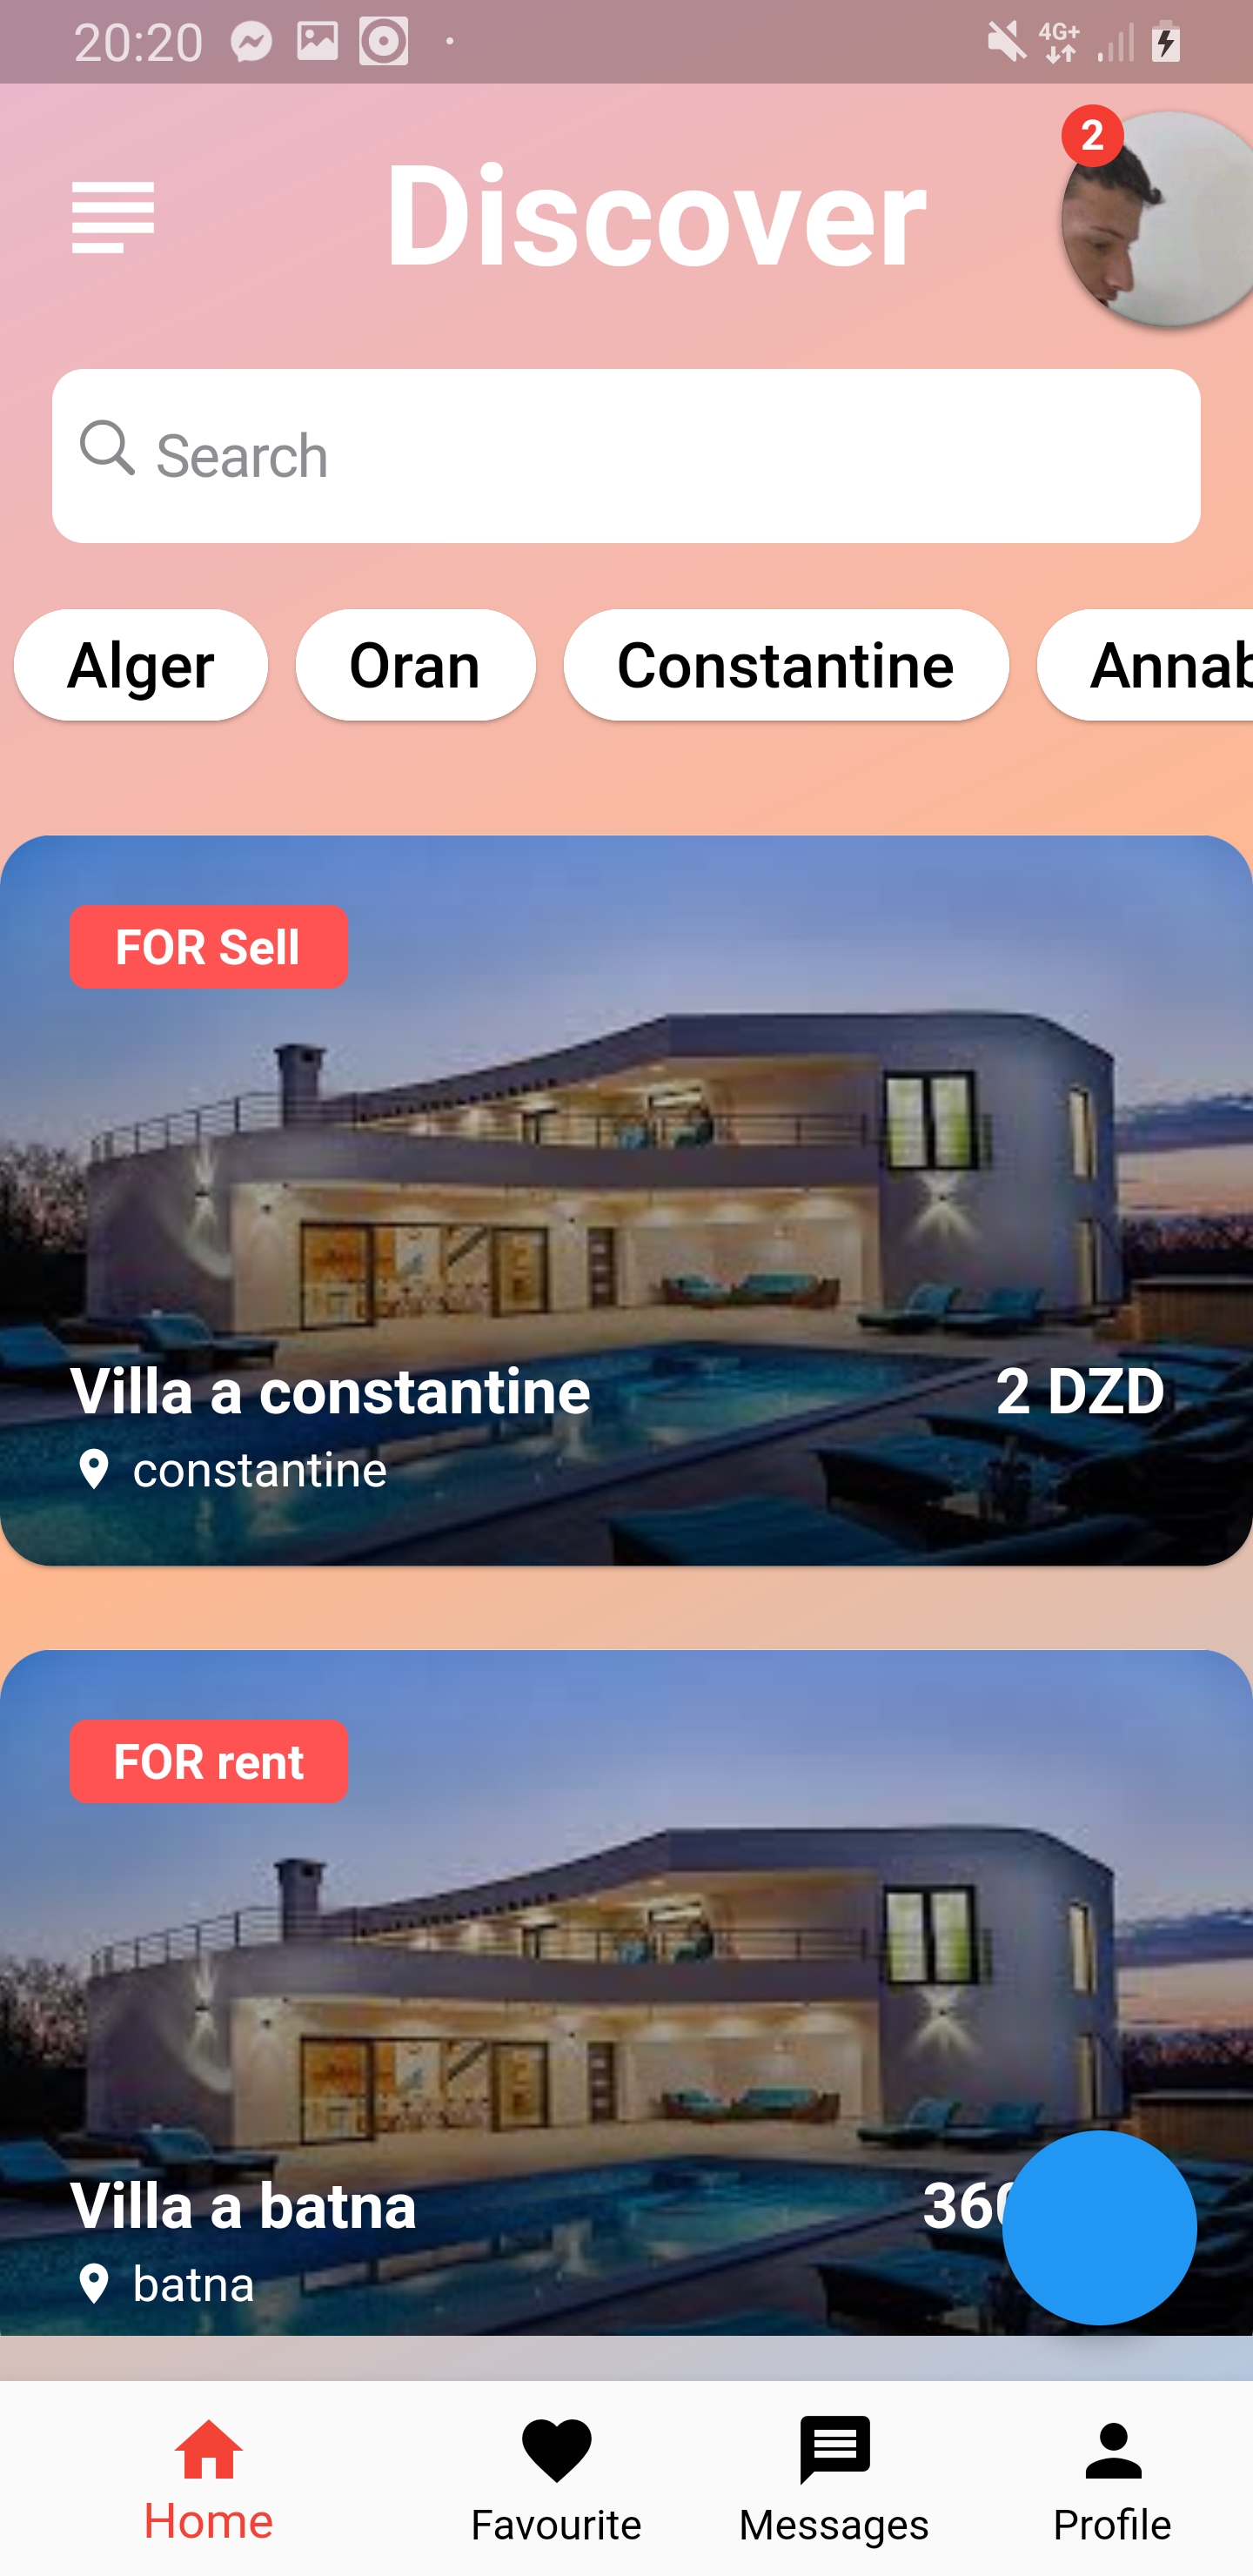 20:20
4G+
2
Discover
Search
Alger
Oran
Constantine
Annab
FOR Sell
Villa a constantine
2 DZD
constantine
FOR rent
Villa a batna
batna
Home
Favourite
Messages
Profile